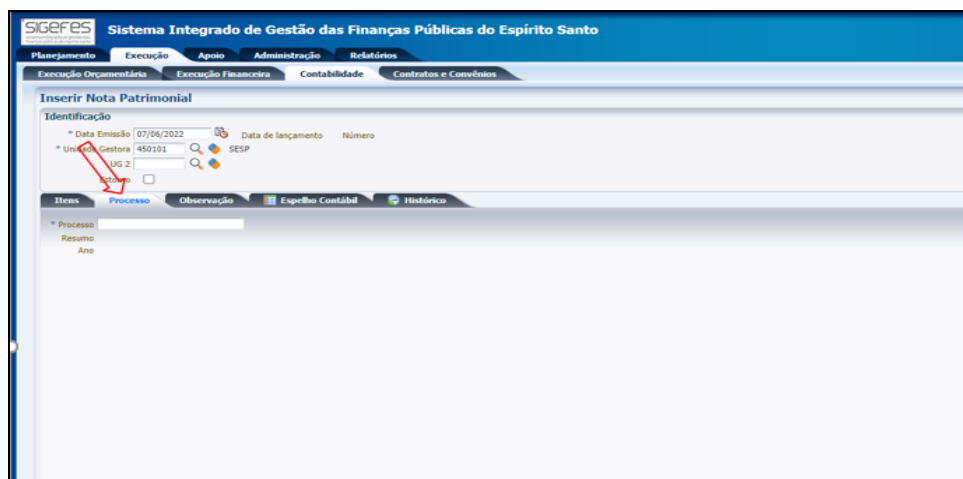 SIGEFES
Sistema Integrado de Gestão das Finanças Públicas do Espírito Santo
Planejamento Execução Apoio Administração Relatórios
Execução Orçamentária Execução Financeira Contabilidade Contratos e Convênios
Inserir Nota Patrimonial
Identificação
* Data Emissão 07/06/2022 Data de lançamento Número
* Unidade Gestora 450101 SESP
UG 2
Estorno
Itens Processo Observação Espelho Contábil Histórico
* Processo
Resumo
Ano